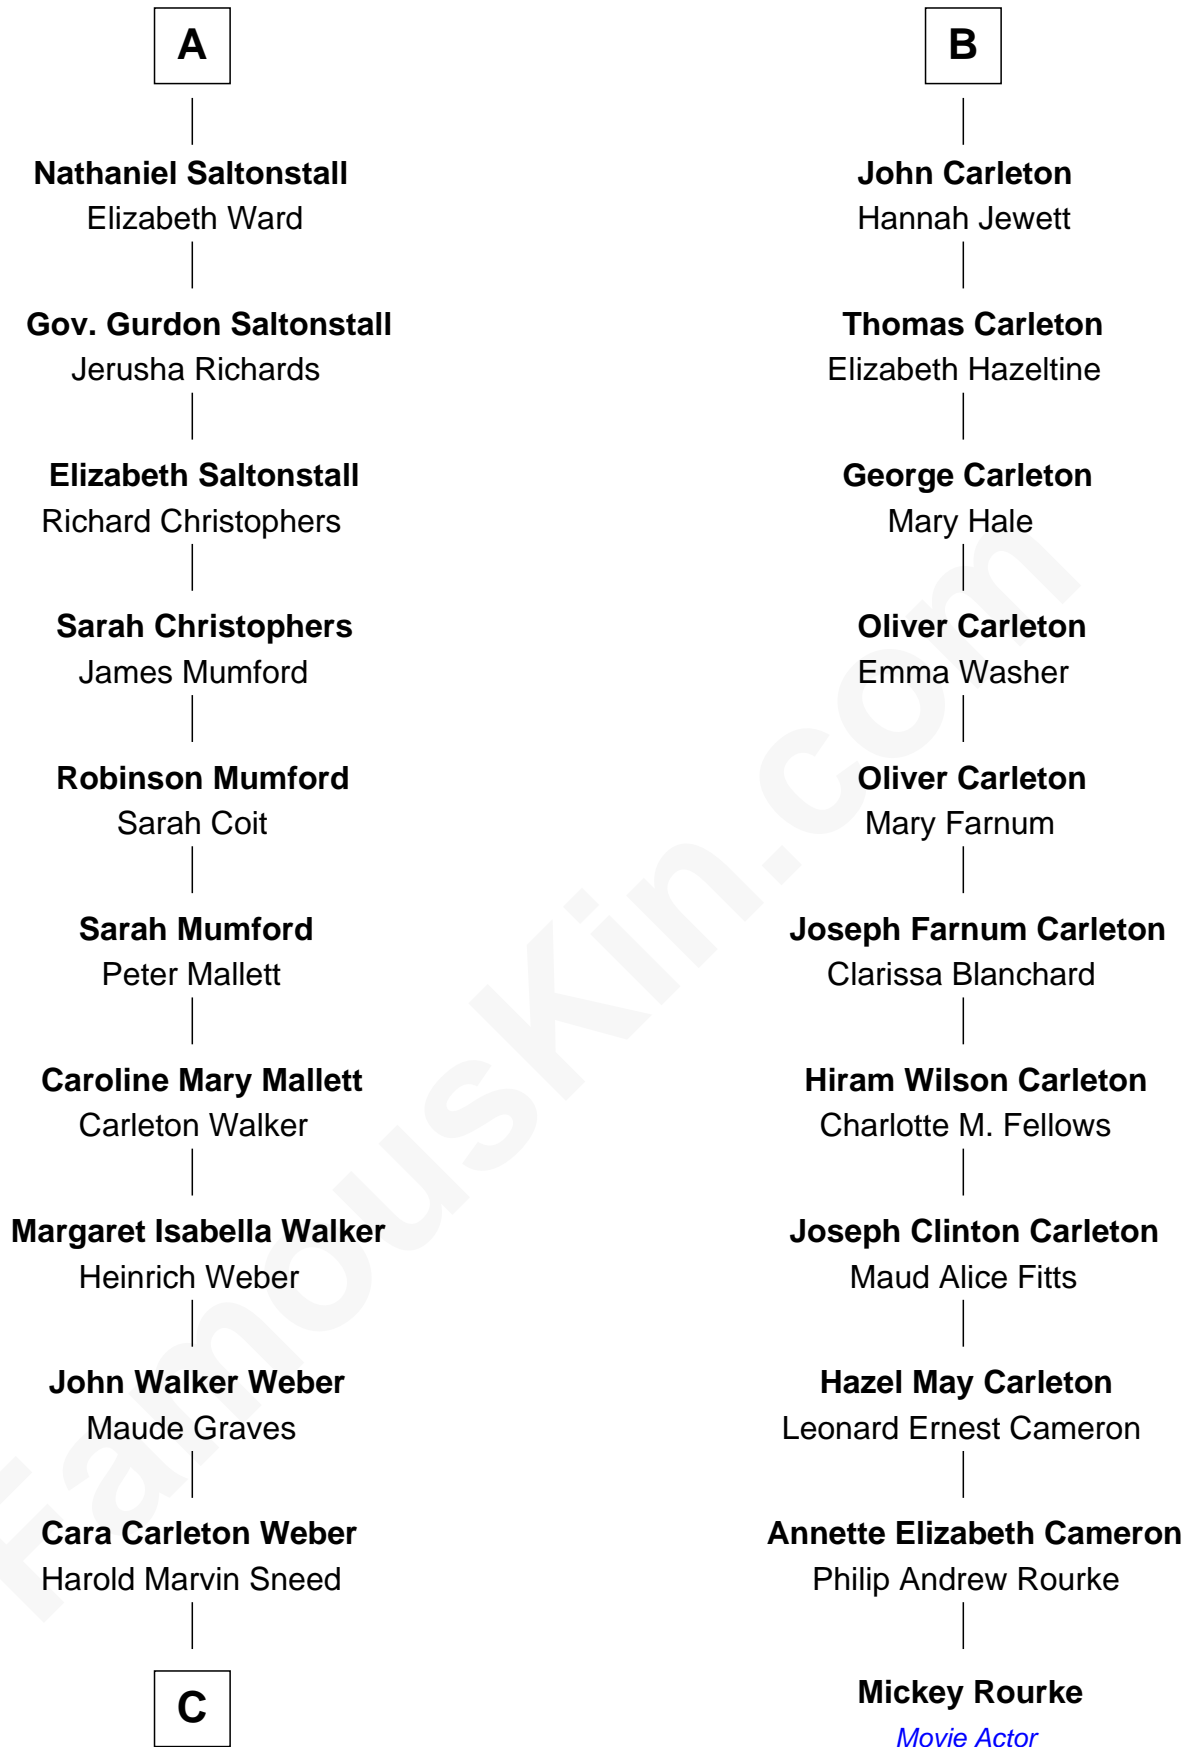 A
Nathaniel Saltonstall
Elizabeth Ward
Gov. Gurdon Saltonstall
Jerusha Richards
Elizabeth Saltonstall
Richard Christophers
Sarah Christophers
James Mumford
Robinson Mumford
Sarah Coit
Sarah Mumford
Peter Mallett
Caroline Mary Mallett
Carleton Walker
Margaret Isabella Walker
Heinrich Weber
John Walker Weber
Maude Graves
Cara Carleton Weber
Harold Marvin Sneed
C
B
John Carleton
Hannah Jewett
Thomas Carleton
Elizabeth Hazeltine
George Carleton
Mary Hale
Oliver Carleton
Emma Washer
Oliver Carleton
Mary Farnum
Joseph Farnum Carleton
Clarissa Blanchard
Hiram Wilson Carleton
Charlotte M. Fellows
Joseph Clinton Carleton
Maud Alice Fitts
Hazel May Carleton
Leonard Ernest Cameron
Annette Elizabeth Cameron
Philip Andrew Rourke
Mickey Rourke
Movie Actor
FamousKin.com